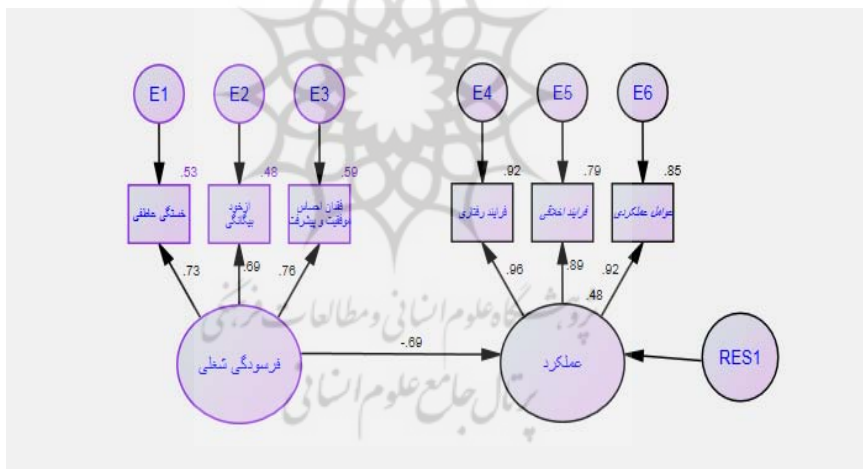 E1 E2 E3 E4 E5 E6
.53 .48 .59 .92 .79 .85
خستگی عاطفی
ازخود
بیگانگی
فقدان احساس
موفقیت و پیشرفت
فرایند رفتاری
فرایند اخلاقی
عوامل عملکردی
.73 .69 .76 .96 .89 .92
.48
فرسودگی شغلی
-.69
عملکرد
RES1
پژوهشگاه علوم انسانی و مطالعات فرهنگی
پرتال جامع علوم انسانی